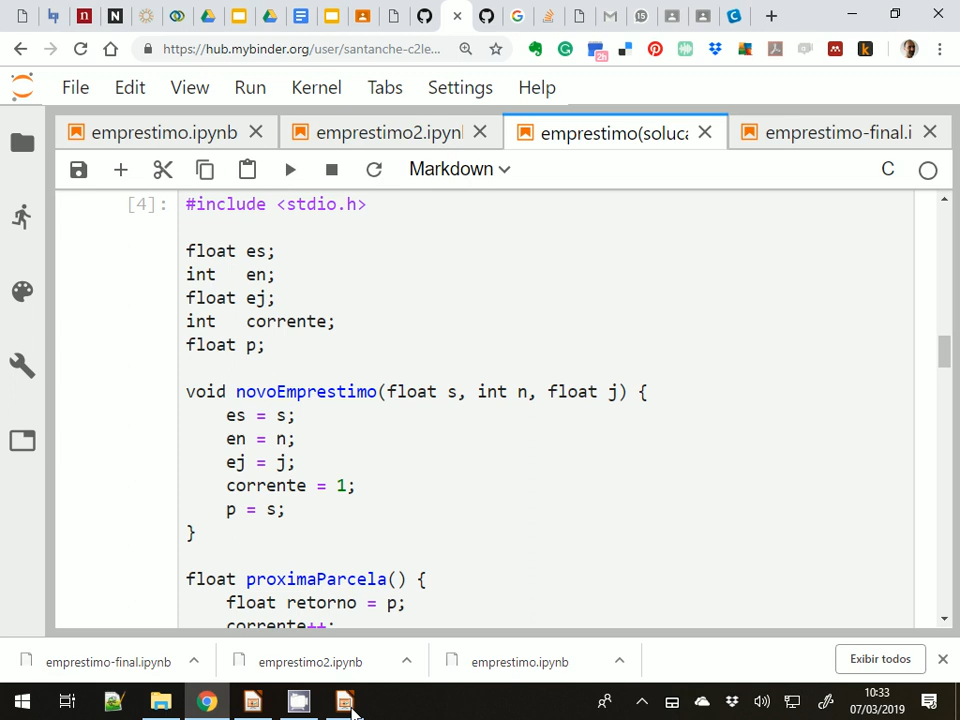 https://hub.mybinder.org/user/santanche-c2le...
File Edit View Run Kernel Tabs Settings Help
emprestimo.ipynb
emprestimo2.ipynl
emprestimo(soluca
emprestimo-final.i
Markdown
C
[4]:
#include <stdio.h>
float es;
int en;
float ej;
int corrente;
float p;
void novoEmprestimo(float s, int n, float j) {
es = s;
en = n;
ej = j;
corrente = 1;
p = s;
}
float proximaParcela() {
float retorno = p;
corrente++;
emprestimo-final.ipynb
emprestimo2.ipynb
emprestimo.ipynb
Exibir todos
10:33
07/03/2019